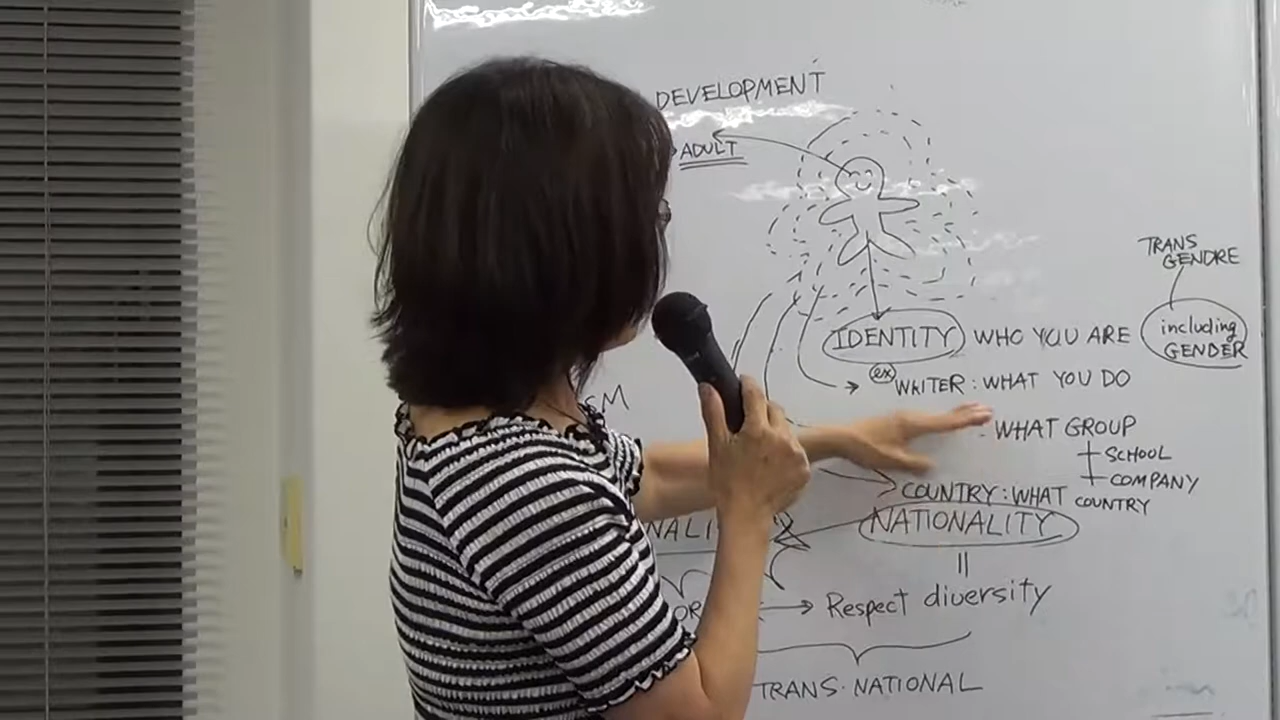 DEVELOPMENT
ADULT
TRANS
GENDRE
IDENTITY WHO YOU ARE
including
GENDER
ex WRITER : WHAT YOU DO
WHAT GROUP
SCHOOL
COMPANY
COUNTRY : WHAT COUNTRY
NATIONALITY
=
→ Respect diversity
TRANS·NATIONAL